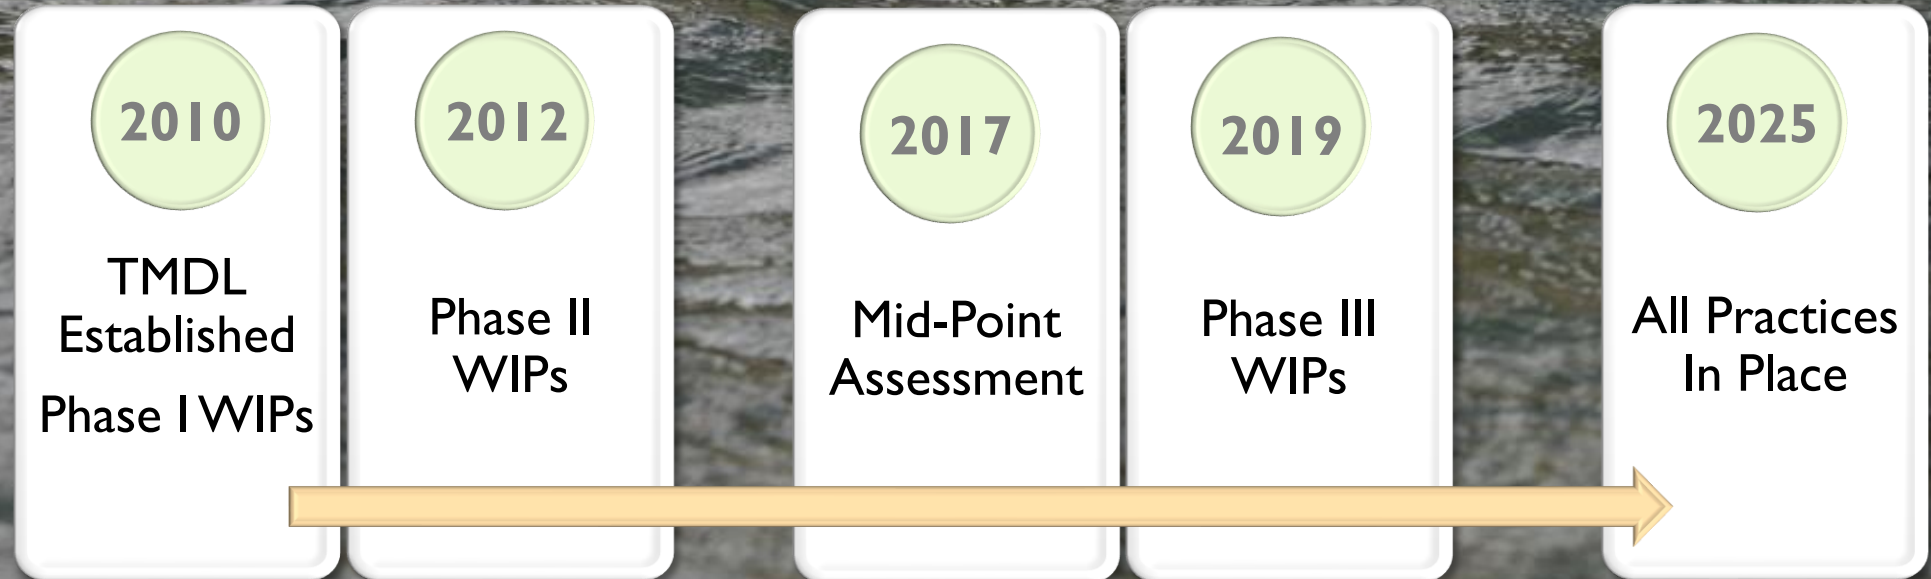 2010
TMDL
Established
Phase I WIPs
2012
Phase II
WIPs
2017
Mid-Point
Assessment
2019
Phase III
WIPs
2025
All Practices
In Place